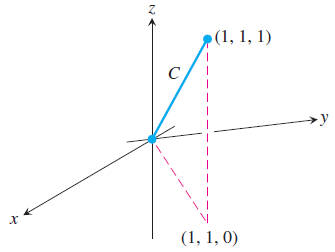 z
(1, 1, 1)
C
y
x
(1, 1, 0)